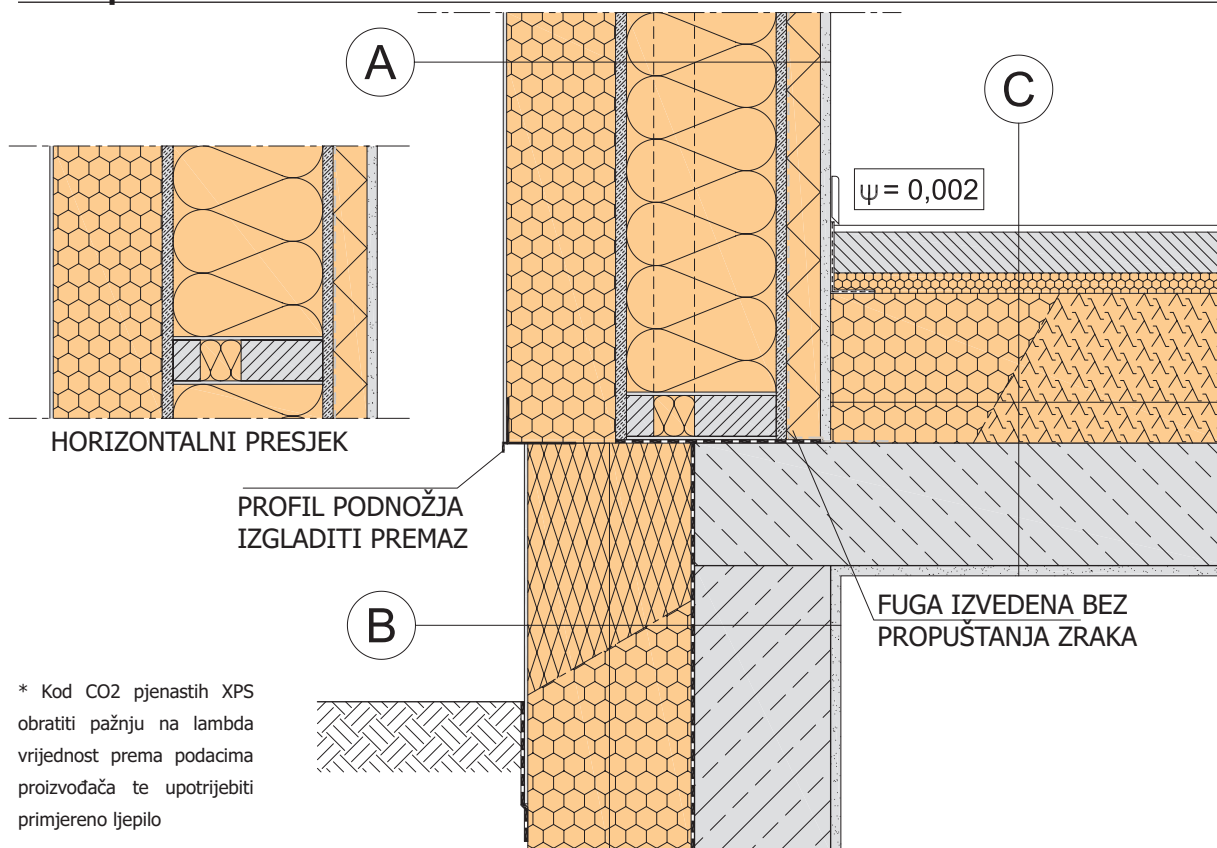 A
C
ψ = 0,002
HORIZONTALNI PRESJEK
PROFIL PODNOŽJA
IZGLADITI PREMAZ
B
FUGA IZVEDENA BEZ
PROPUŠTANJA ZRAKA
* Kod CO2 pjenastih XPS
obratiti pažnju na lambda
vrijednost prema podacima
proizvođača te upotrijebiti
primjereno ljepilo